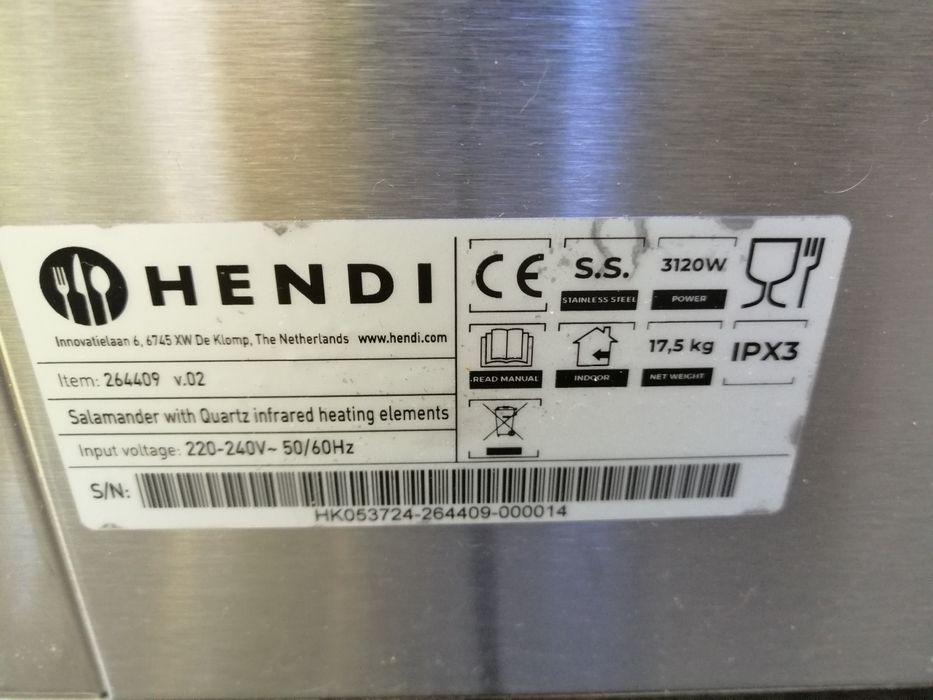 HENDI
Innovatielaan 6, 6745 XW De Klomp, The Netherlands www.hendi.com
Item: 264409 v.02
Salamander with Quartz infrared heating elements
Input voltage: 220-240V~ 50/60Hz
S/N:
HK053724-264409-000014
CE
S.S.
STAINLESS STEEL
3120W
POWER
READ MANUAL
INDOOR
17,5 kg
NET WEIGHT
IPX3